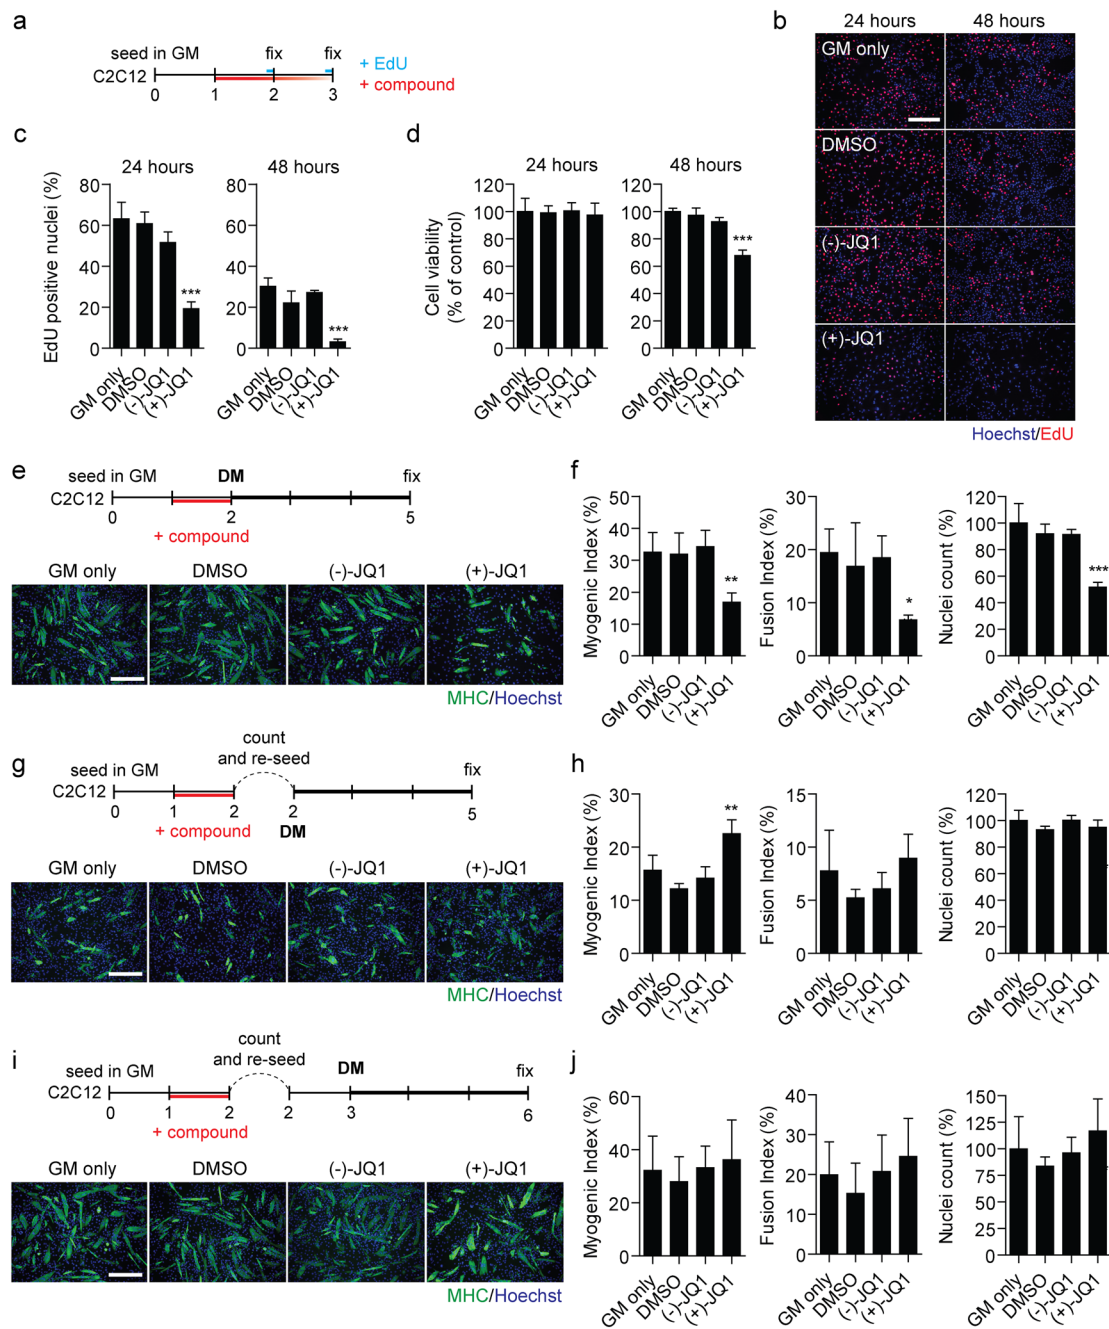 a
seed in GM fix fix
C2C12
0 1 2 3
+ EdU
+ compound
b
24 hours 48 hours
GM only
DMSO
(-)-JQ1
(+)-JQ1
Hoechst/EdU
c
24 hours 48 hours
EdU positive nuclei (%)
80 80
60 60
40 40
20 20
0 0
*** ***
GM only DMSO (-)-JQ1 (+)-JQ1 GM only DMSO (-)-JQ1 (+)-JQ1
d
24 hours 48 hours
Cell viability
(% of control)
120 120
100 100
80 80
60 60
40 40
20 20
0 0
***
GM only DMSO (-)-JQ1 (+)-JQ1 GM only DMSO (-)-JQ1 (+)-JQ1
e
seed in GM DM fix
C2C12
0 2 5
+ compound
GM only DMSO (-)-JQ1 (+)-JQ1
MHC/Hoechst
f
Myogenic Index (%)
50
40
30
20
10
0
**
GM only DMSO (-)-JQ1 (+)-JQ1
Fusion Index (%)
30
20
10
0
*
GM only DMSO (-)-JQ1 (+)-JQ1
Nuclei count (%)
120
100
80
60
40
20
0
***
GM only DMSO (-)-JQ1 (+)-JQ1
g
count
and re-seed
seed in GM fix
C2C12
0 1 2 2 5
+ compound DM
GM only DMSO (-)-JQ1 (+)-JQ1
MHC/Hoechst
h
Myogenic Index (%)
30
20
10
0
**
GM only DMSO (-)-JQ1 (+)-JQ1
Fusion Index (%)
15
10
5
0
GM only DMSO (-)-JQ1 (+)-JQ1
Nuclei count (%)
120
100
80
60
40
20
0
GM only DMSO (-)-JQ1 (+)-JQ1
i
count
and re-seed
seed in GM DM fix
C2C12
0 1 2 2 3 6
+ compound
GM only DMSO (-)-JQ1 (+)-JQ1
MHC/Hoechst
j
Myogenic Index (%)
60
40
20
0
GM only DMSO (-)-JQ1 (+)-JQ1
Fusion Index (%)
40
30
20
10
0
GM only DMSO (-)-JQ1 (+)-JQ1
Nuclei count (%)
150
125
100
75
50
25
0
GM only DMSO (-)-JQ1 (+)-JQ1